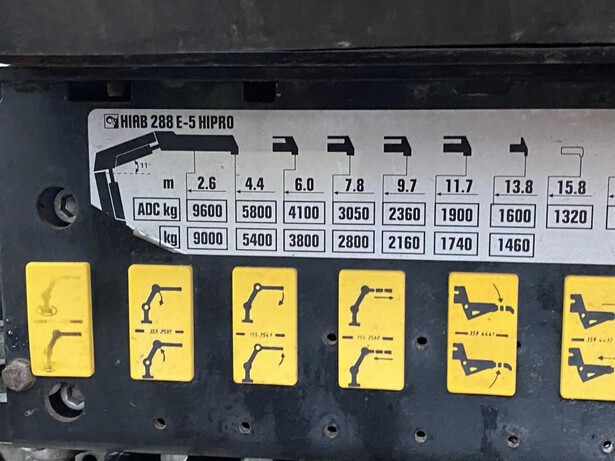 HIAB 288 E-5 HIPRO
11°
m 2.6 4.4 6.0 7.8 9.7 11.7 13.8 15.8
ADC kg 9600 5800 4100 3050 2360 1900 1600 1320
kg 9000 5400 3800 2800 2160 1740 1460